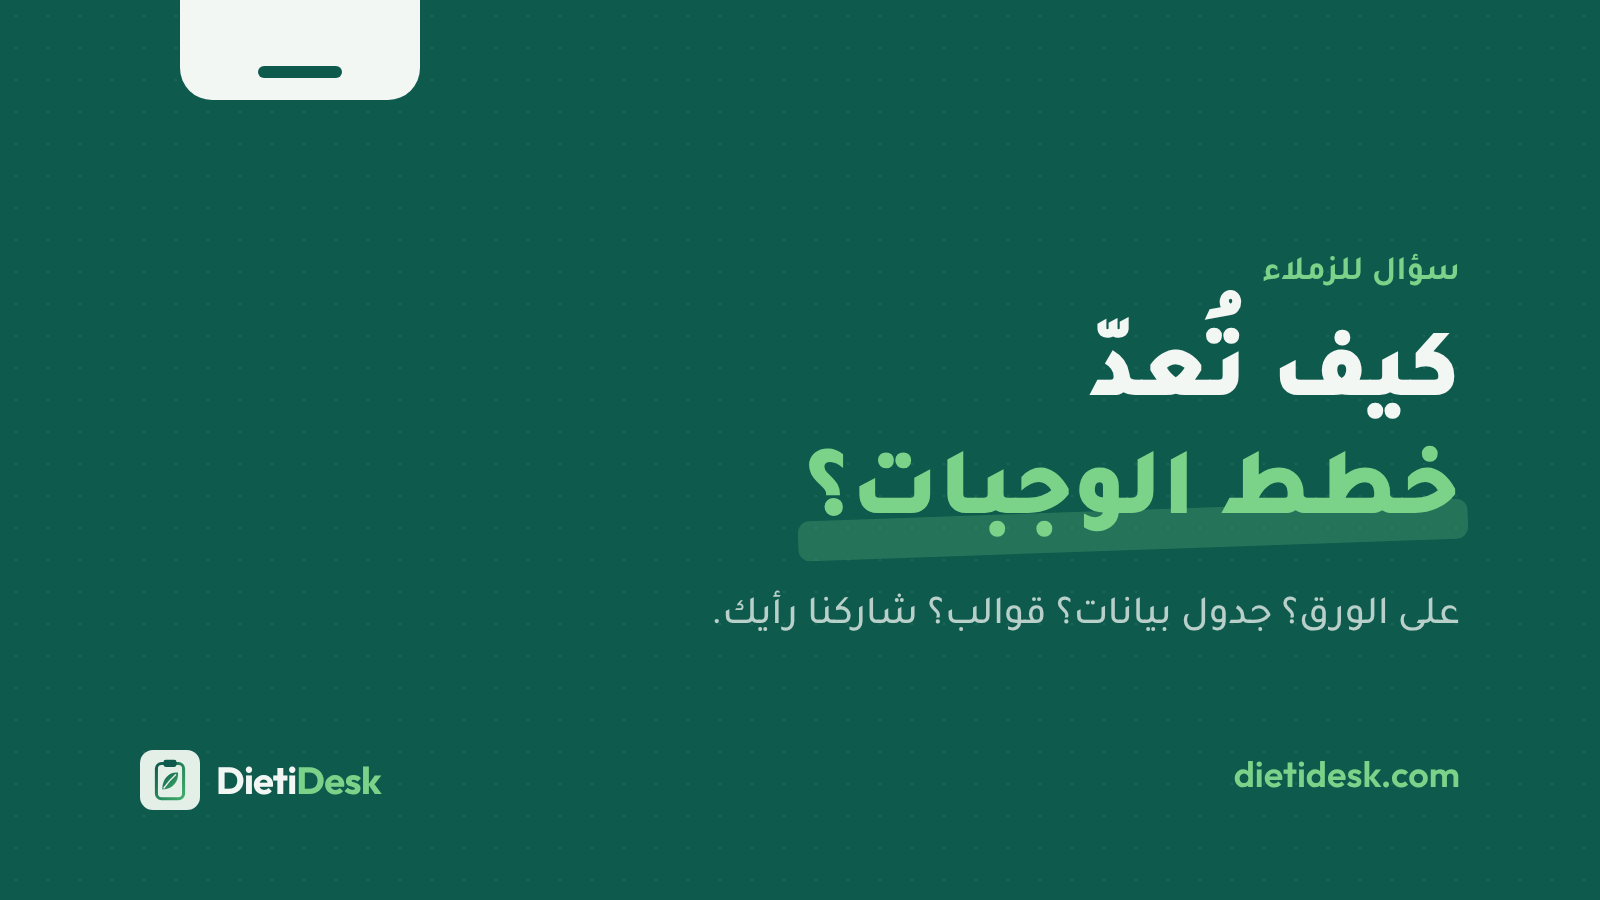 سؤال للزملاء
كيف تُعدّ
خطط الوجبات؟
على الورق؟ جدول بيانات؟ قوالب؟ شاركنا رأيك.
DietiDesk
dietidesk.com